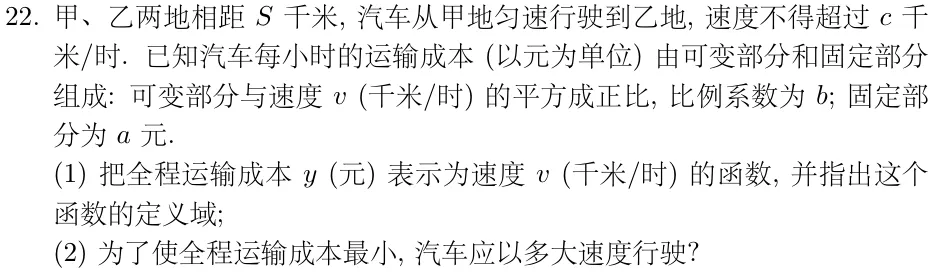 22. 甲、乙两地相距 S 千米, 汽车从甲地匀速行驶到乙地, 速度不得超过 c 千
米/时. 已知汽车每小时的运输成本 (以元为单位) 由可变部分和固定部分
组成: 可变部分与速度 v (千米/时) 的平方成正比, 比例系数为 b; 固定部
分为 a 元.
(1) 把全程运输成本 y (元) 表示为速度 v (千米/时) 的函数, 并指出这个
函数的定义域;
(2) 为了使全程运输成本最小, 汽车应以多大速度行驶?